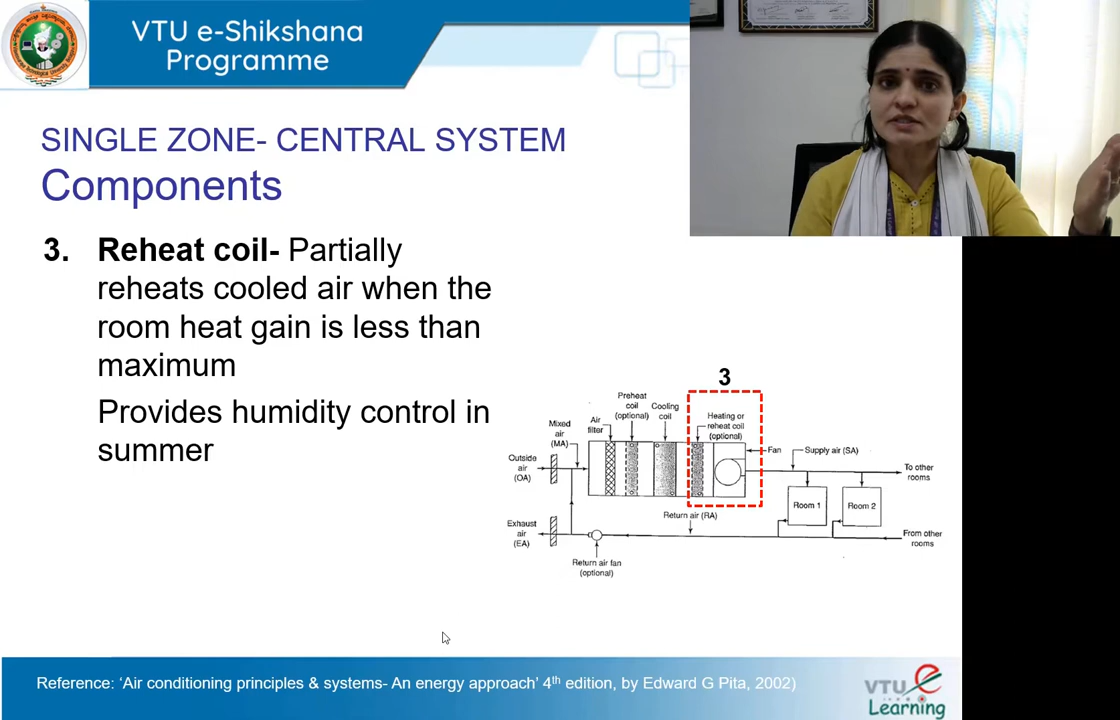 VTU e-Shikshana
Programme
SINGLE ZONE- CENTRAL SYSTEM
Components
3. Reheat coil- Partially
reheats cooled air when the
room heat gain is less than
maximum
Provides humidity control in
summer
3
Mixed
air
(MA)
Air
filter
Preheat
coil
(optional)
Cooling
coil
Heating or
reheat coil
(optional)
Fan
Supply air (SA)
Outside
air
(OA)
To other
rooms
Room 1
Room 2
Return air (RA)
Exhaust
air
(EA)
From other
rooms
Return air fan
(optional)
Reference: ‘Air conditioning principles & systems- An energy approach’ 4th edition, by Edward G Pita, 2002)
VTU e
Learning